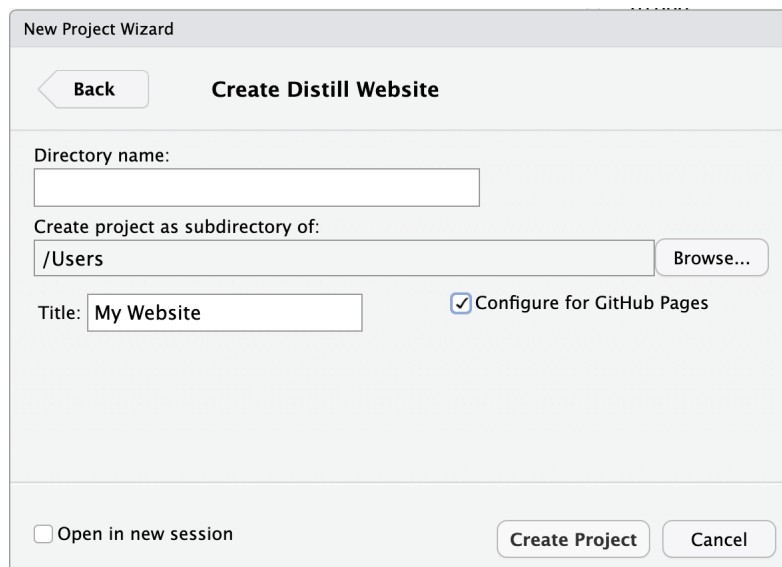 New Project Wizard
Back
Create Distill Website
Directory name:
Create project as subdirectory of:
/Users
Browse...
Title: My Website
Configure for GitHub Pages
Open in new session
Create Project
Cancel